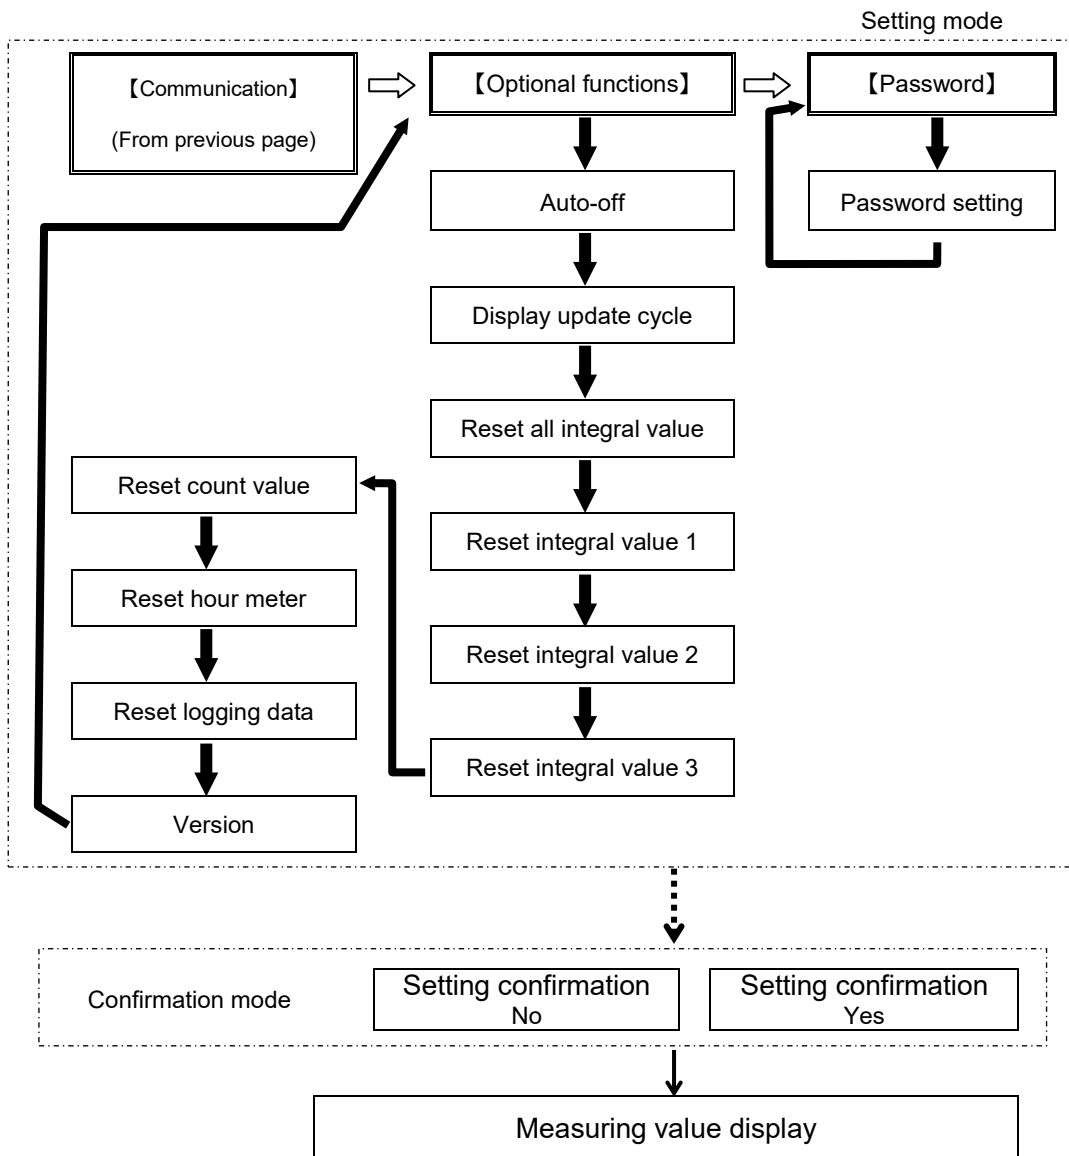 Setting mode
【Communication】
(From previous page)
【Optional functions】
【Password】
Auto-off
Password setting
Display update cycle
Reset all integral value
Reset count value
Reset integral value 1
Reset hour meter
Reset integral value 2
Reset logging data
Reset integral value 3
Version
Confirmation mode
Setting confirmation
No
Setting confirmation
Yes
Measuring value display